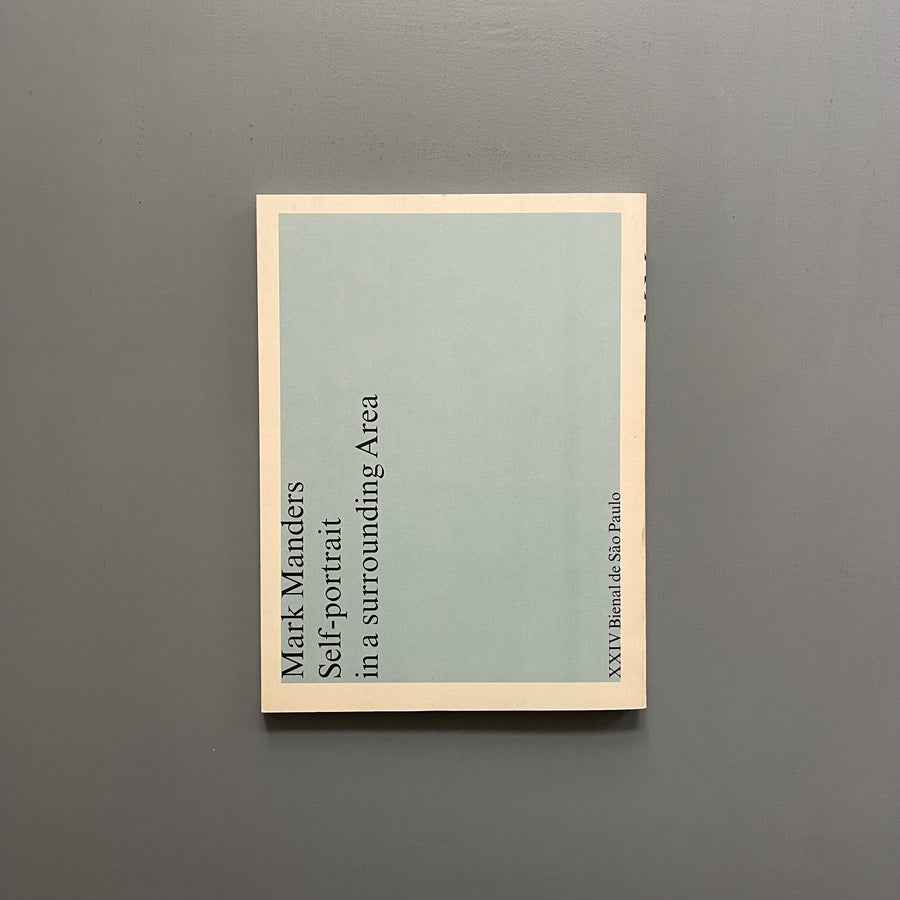 Mark Manders
Self-portrait
in a surrounding Area
XXIV Bienal de São Paulo